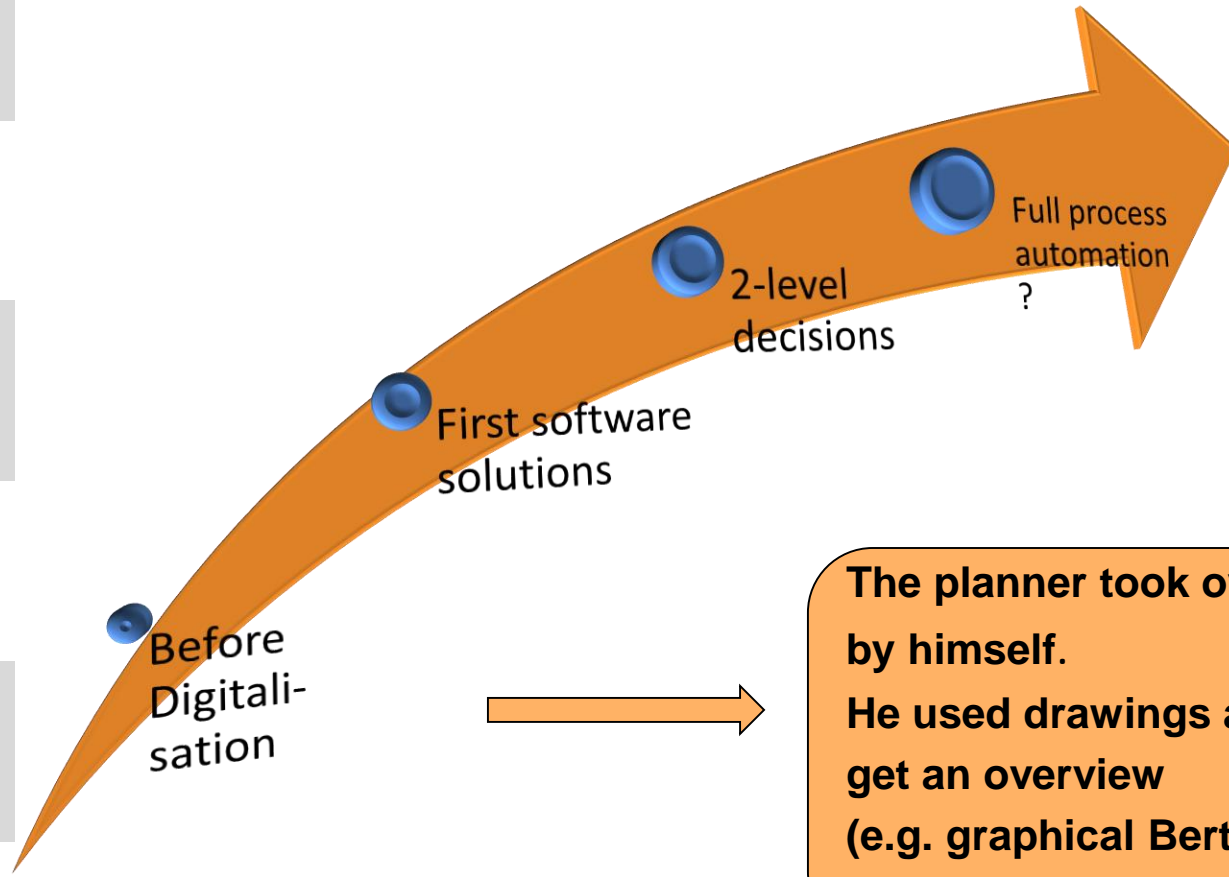 Full process
automation
?
2-level
decisions
First software
solutions
Before
Digitali-
sation
The planner took
by himself.
He used drawings
get an overview
(e.g. graphical